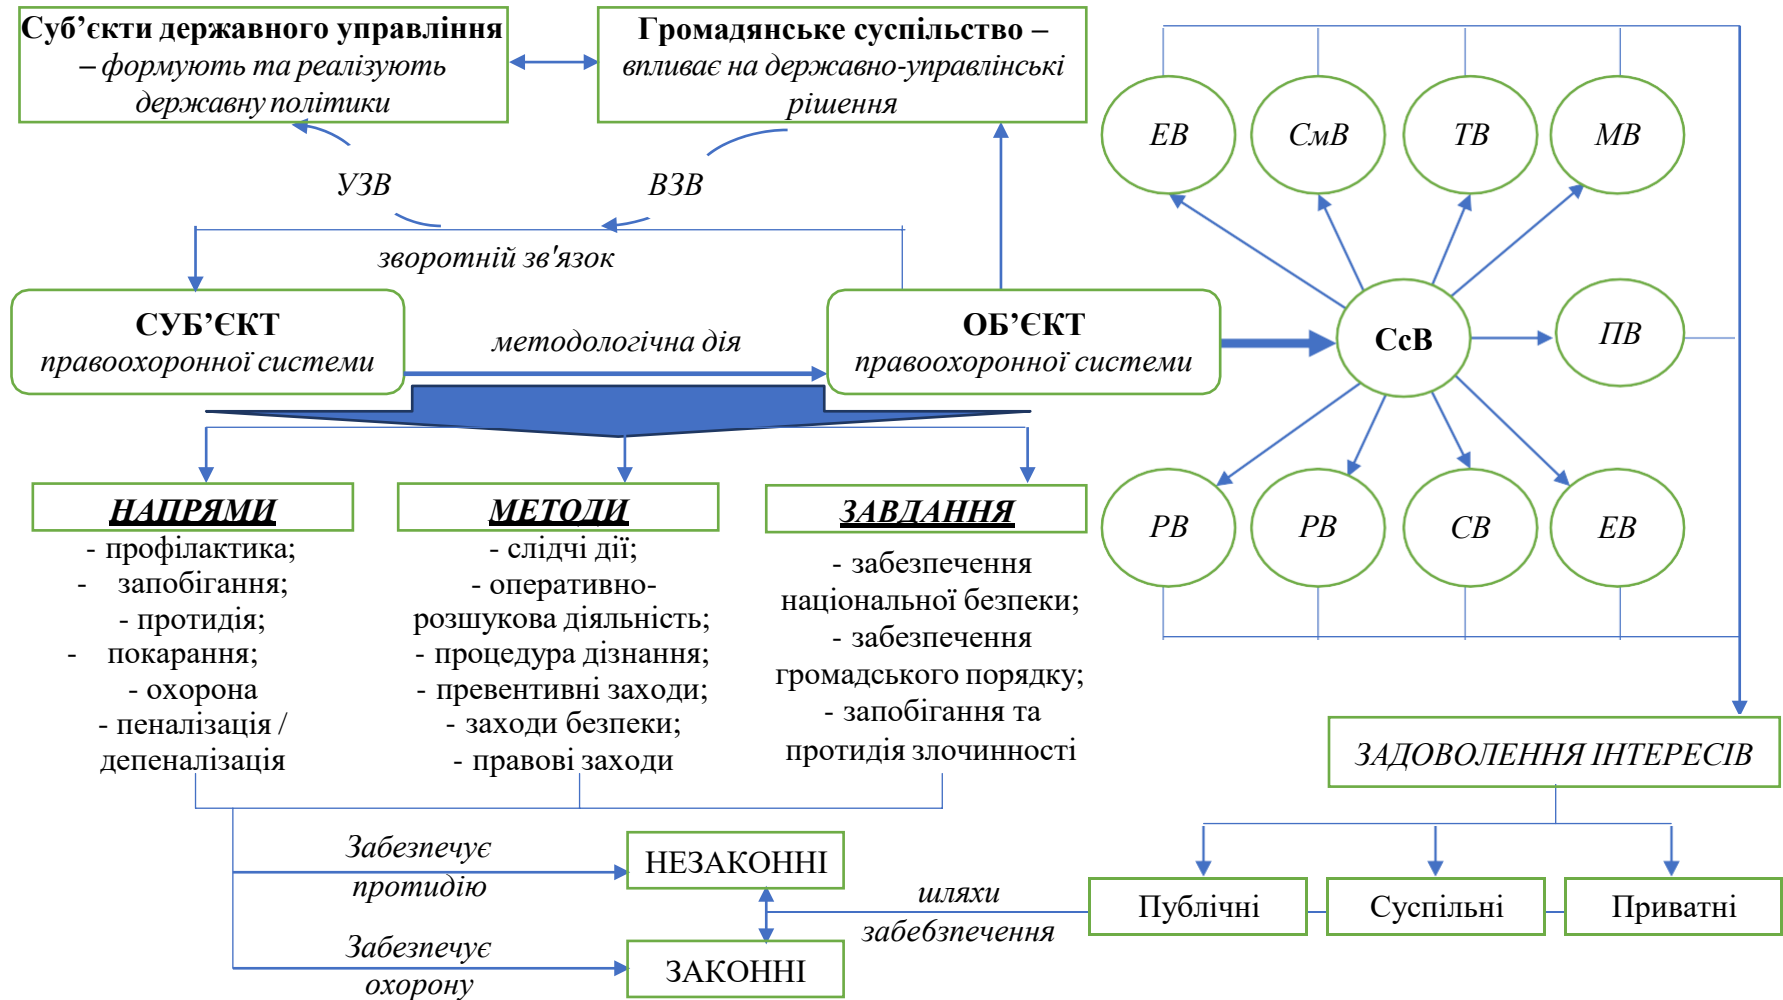 Суб’єкти державного управління
– формують та реалізують
державну політики
Громадянське суспільство –
впливає на державно-управлінські
рішення
УЗВ
ВЗВ
зворотній зв'язок
СУБ’ЄКТ
правоохоронної системи
методологічна дія
ОБ’ЄКТ
правоохоронної системи
ЕВ
СмВ
ТВ
МВ
СсВ
ПВ
РВ
РВ
СВ
ЕВ
НАПРЯМИ
- профілактика;
- запобігання;
- протидія;
- покарання;
- охорона
- пеналізація /
депеналізація
МЕТОДИ
- слідчі дії;
- оперативно-
розшукова діяльність;
- процедура дізнання;
- превентивні заходи;
- заходи безпеки;
- правові заходи
ЗАВДАННЯ
- забезпечення
національної безпеки;
- забезпечення
громадського порядку;
- запобігання та
протидія злочинності
ЗАДОВОЛЕННЯ ІНТЕРЕСІВ
Забезпечує
протидію
НЕЗАКОННІ
шляхи
забе6зпечення
Публічні
Суспільні
Приватні
Забезпечує
охорону
ЗАКОННІ